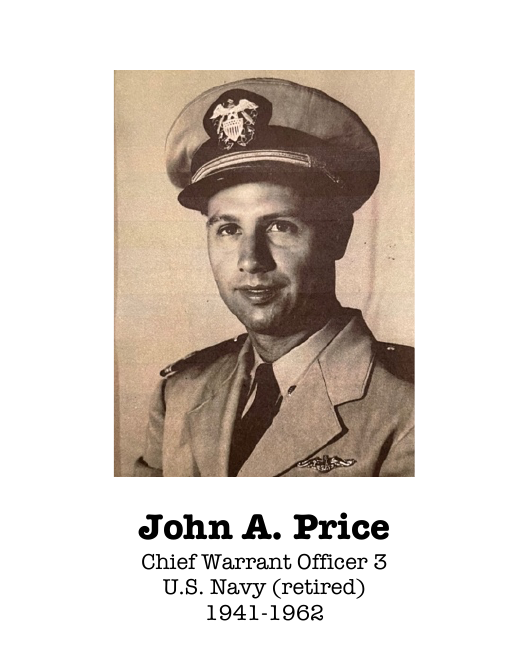 John A. Price
Chief Warrant Officer 3
U.S. Navy (retired)
1941-1962